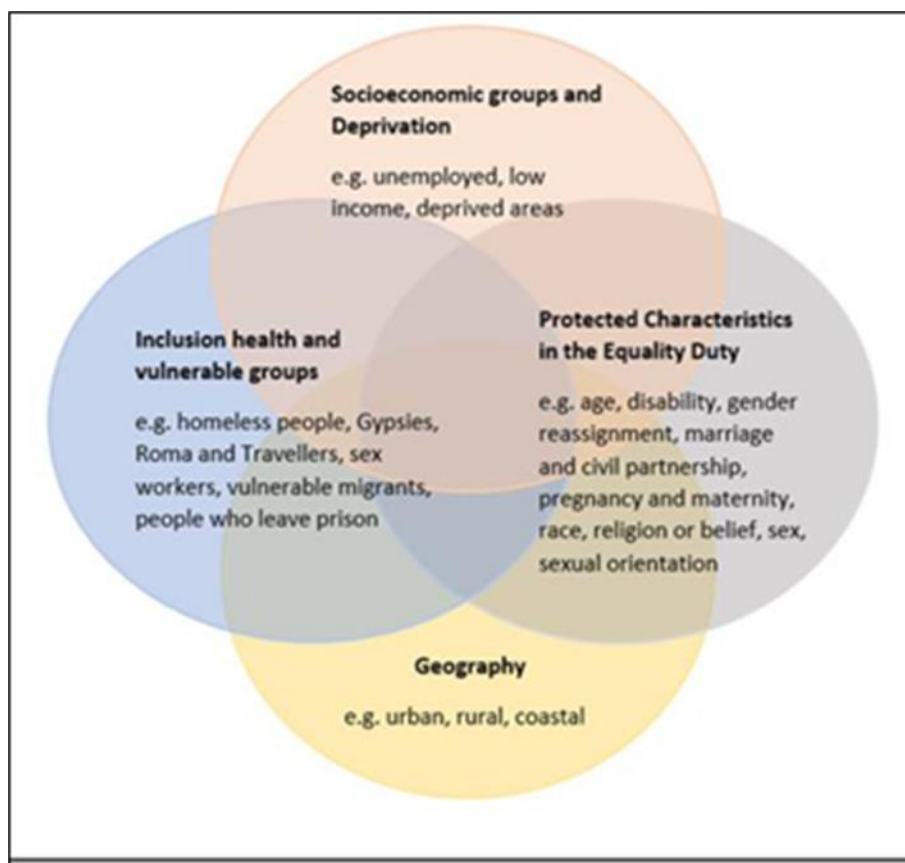 Socioeconomic groups and
Deprivation
e.g. unemployed, low
income, deprived areas
Inclusion health and
vulnerable groups
e.g. homeless people, Gypsies,
Roma and Travellers, sex
workers, vulnerable migrants,
people who leave prison
Protected Characteristics
in the Equality Duty
e.g. age, disability, gender
reassignment, marriage
and civil partnership,
pregnancy and maternity,
race, religion or belief, sex,
sexual orientation
Geography
e.g. urban, rural, coastal